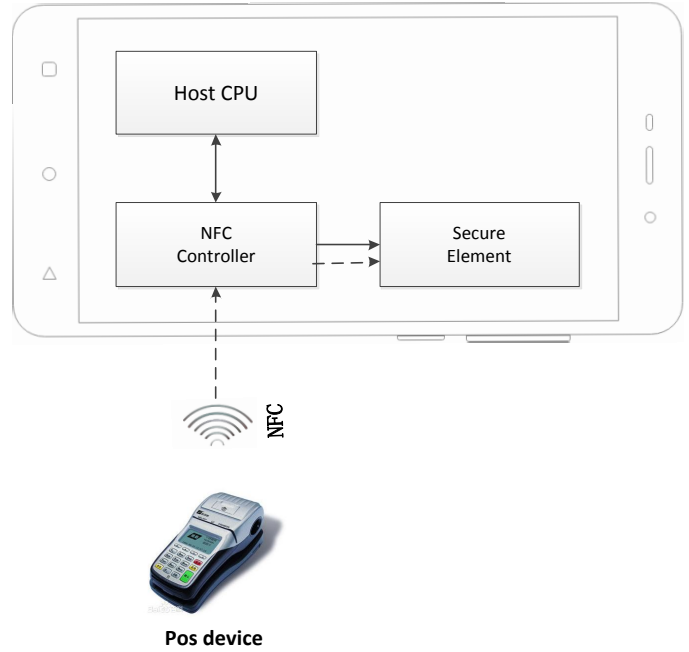 Host CPU
NFC
Controller
Secure
Element
NFC
Pos device